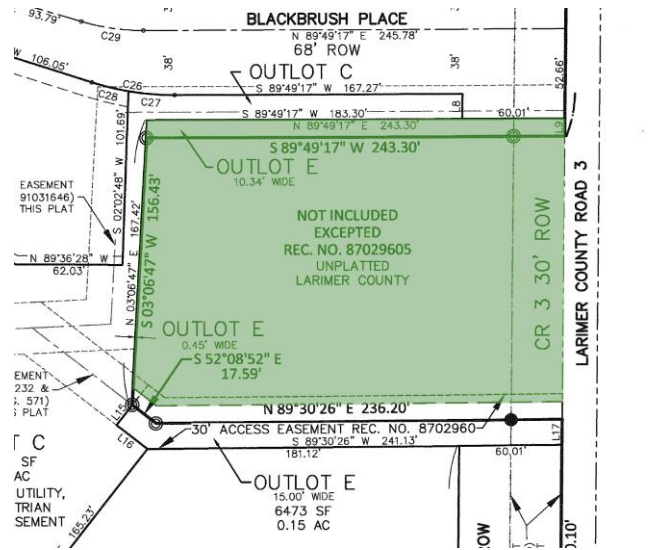 93.79'
C29
BLACKBRUSH PLACE
N 89°49'17" E 245.78'
68' ROW
38'
38'
W 106.05'
OUTLOT C
S 89°49'17" W 167.27'
52.66'
C26
C28
C27
S 89°49'17" W 183.30'
L8
60.01'
N 89°49'17" E 243.30'
L9
S 89°49'17" W 243.30'
OUTLOT E
10.34' WIDE
S 02°02'48" W 101.69'
EASEMENT
91031646)
THIS PLAT
N 89°36'28" W
62.03'
N 03°06'47" E 167.42'
S 03°06'47" W 156.43'
NOT INCLUDED
EXCEPTED
REC. NO. 87029605
UNPLATTED
LARIMER COUNTY
CR 3 30' ROW
LARIMER COUNTY ROAD 3
OUTLOT E
0.45' WIDE
S 52°08'52" E
17.59'
EMENT
232 &
. 571)
PLAT
L15
L16
N 89°30'26" E 236.20'
30' ACCESS EASEMENT REC. NO. 8702960
S 89°30'26" W 241.13'
181.12'
60.01'
L17
T C
SF
AC
UTILITY,
TRIAN
SEMENT
165.23'
OUTLOT E
15.00' WIDE
6473 SF
0.15 AC
ROW
0.10'